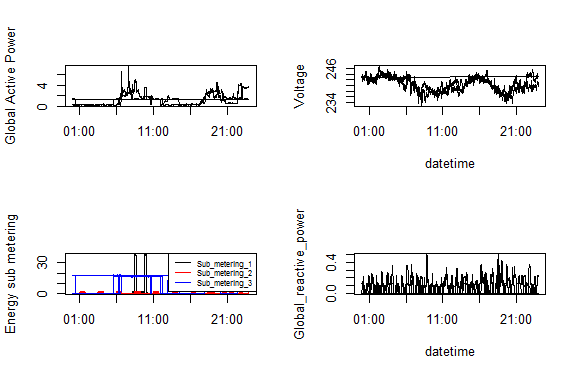 Global Active Power
0 4
01:00 11:00 21:00
Voltage
234 246
01:00 11:00 21:00
datetime
Energy sub metering
0 30
Sub_metering_1
Sub_metering_2
Sub_metering_3
01:00 11:00 21:00
Global_reactive_power
0.0 0.4
01:00 11:00 21:00
datetime